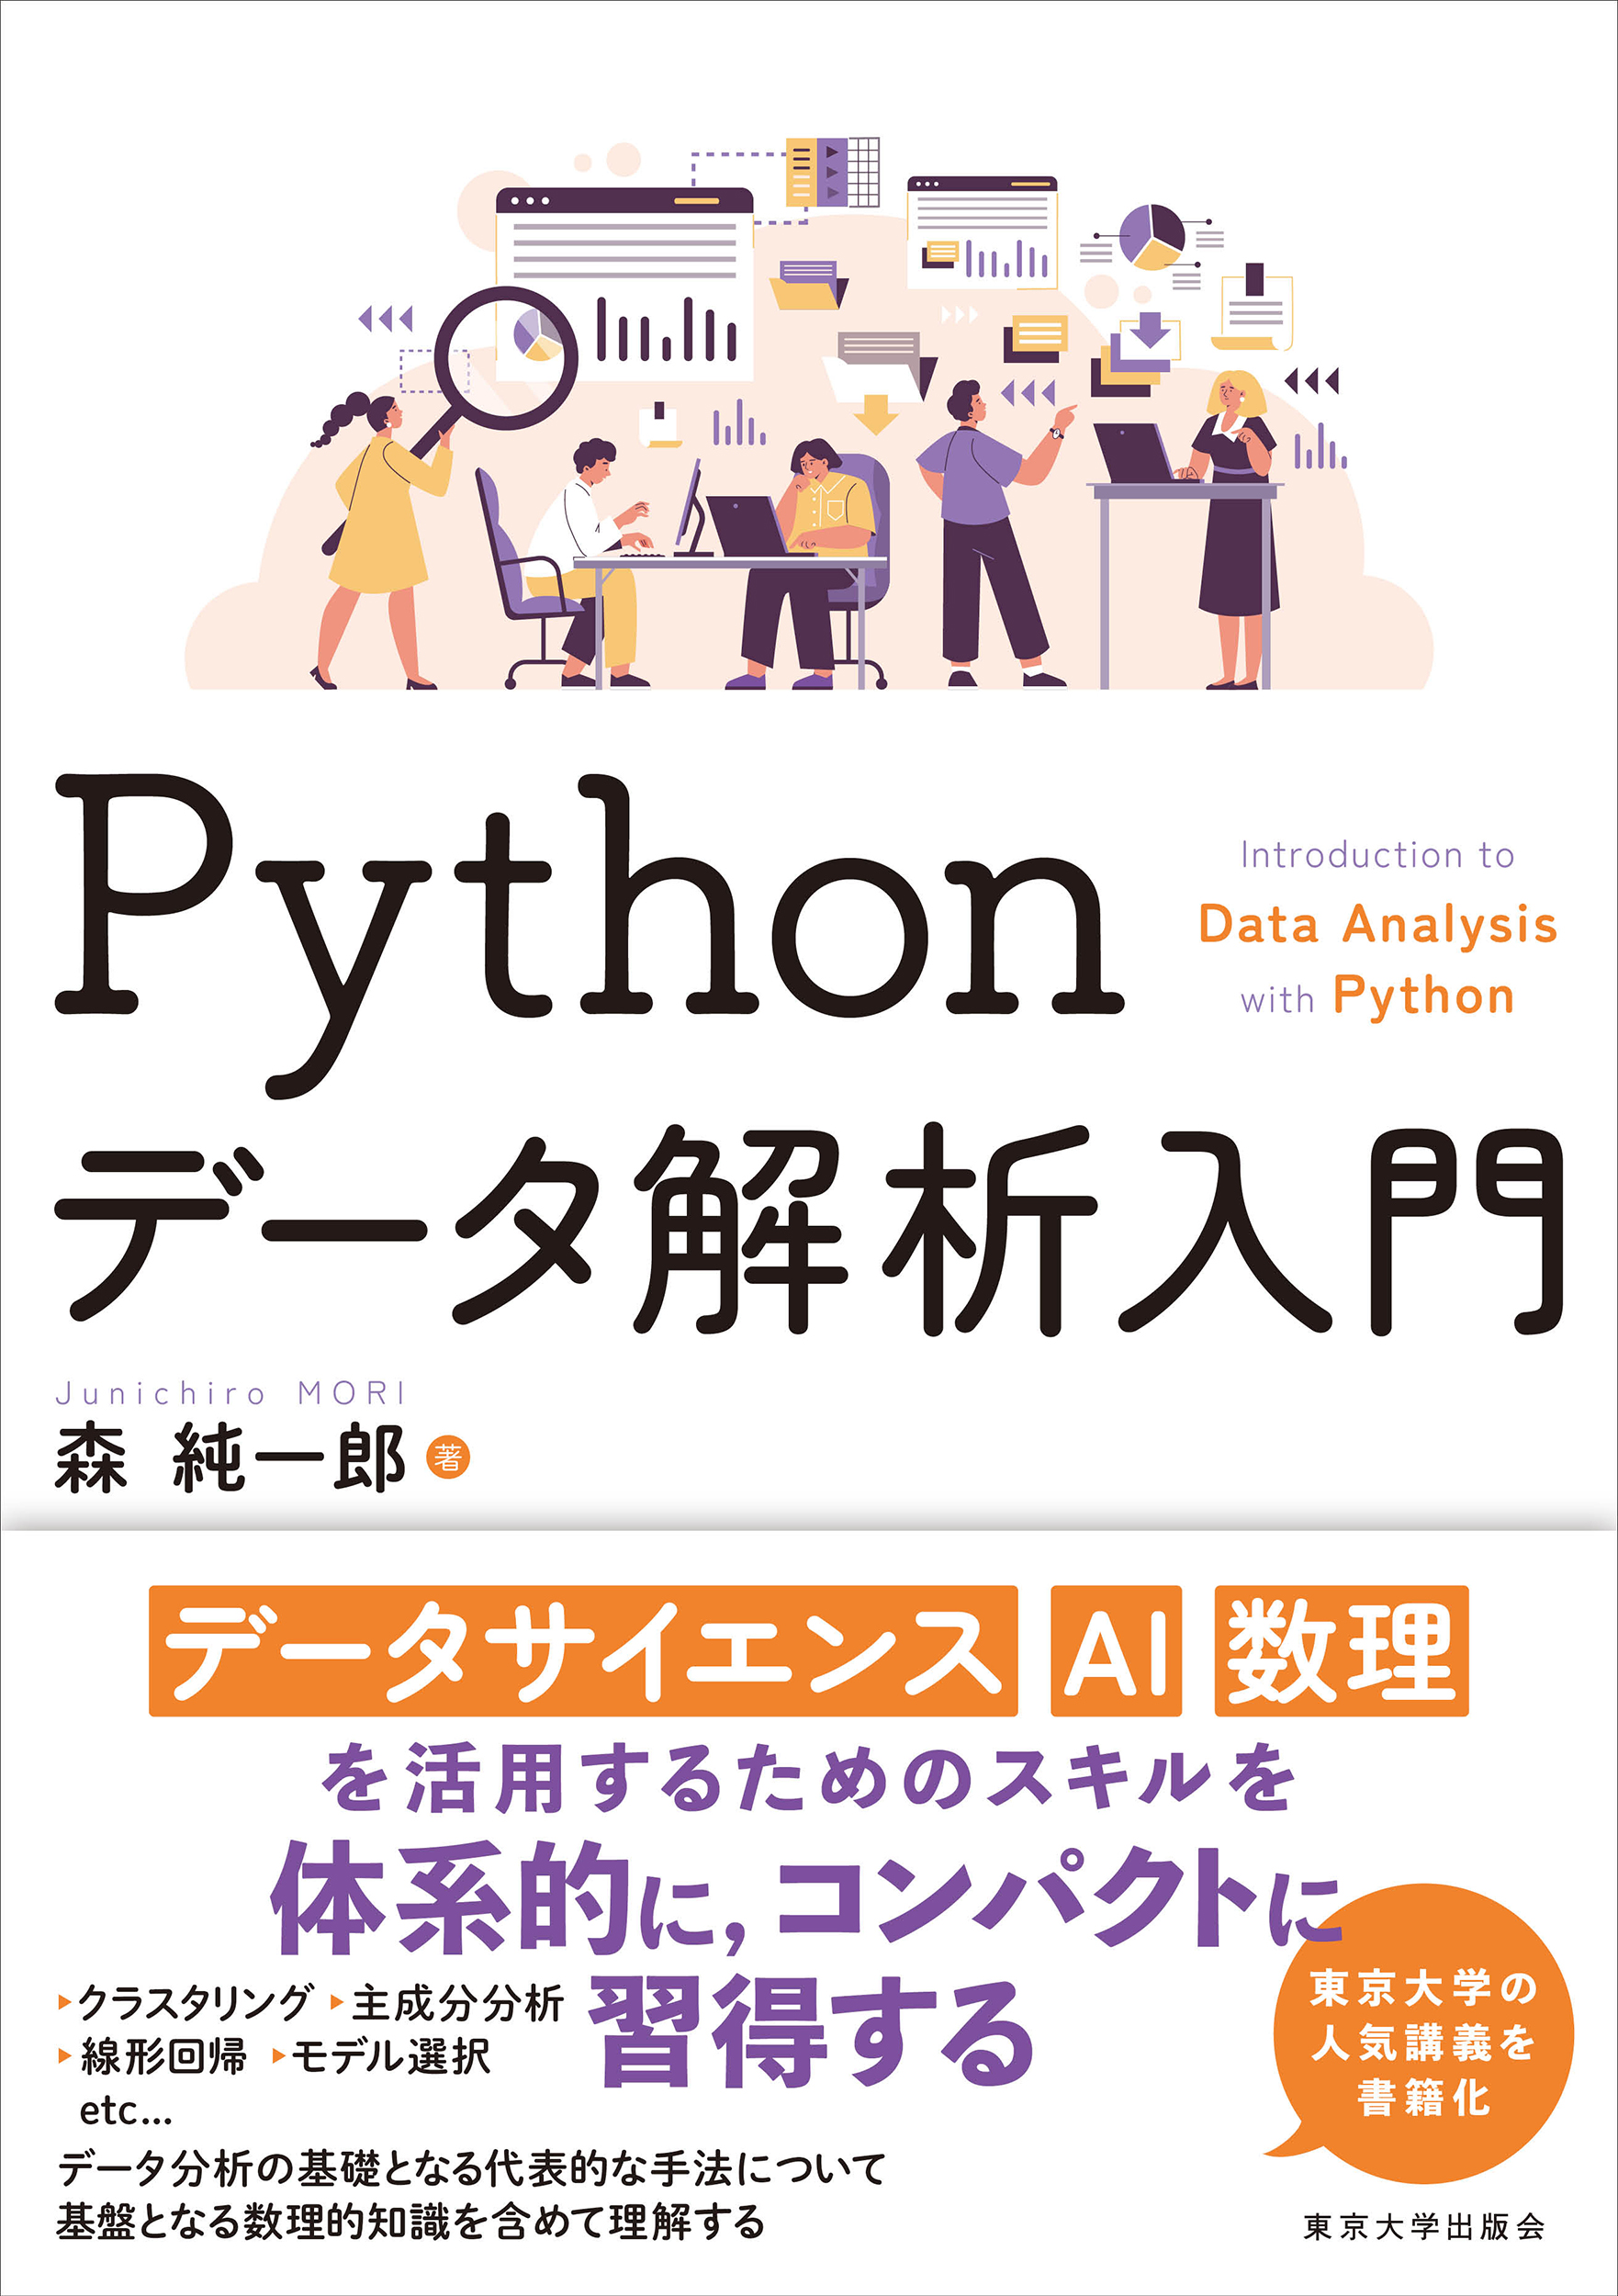 Python
Introduction to
Data Analysis
with Python
データ解析入門
Junichiro MORI
森 純一郎 著
データサイエンス AI 数理
を活用するためのスキルを
体系的に, コンパクトに
習得する
▶クラスタリング ▶主成分分析
▶線形回帰 ▶モデル選択
etc...
データ分析の基礎となる代表的な手法について
基盤となる数理的知識を含めて理解する
東京大学の
人気講義を
書籍化
東京大学出版会